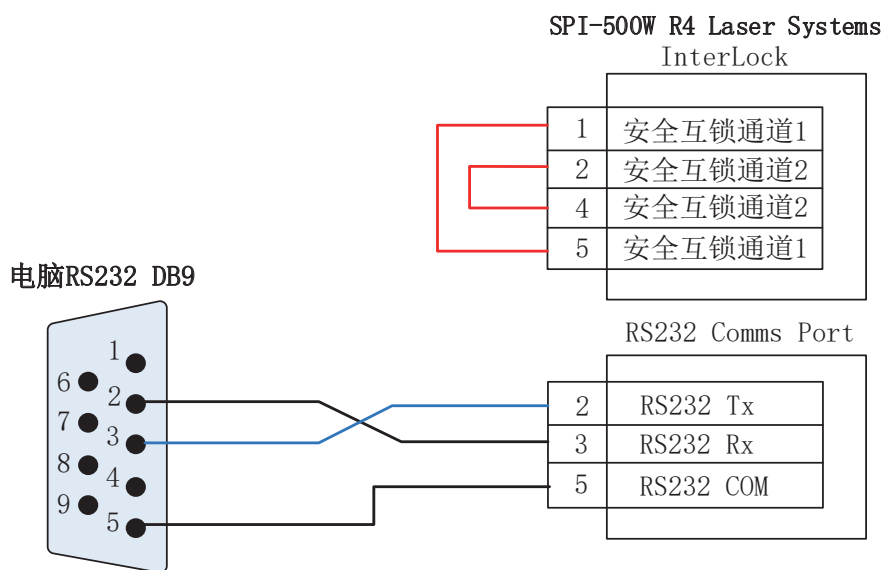 SPI-500W R4 Laser Systems
InterLock
1 安全互锁通道1
2 安全互锁通道2
4 安全互锁通道2
5 安全互锁通道1
电脑RS232 DB9
1
6
2
7
3
8
4
9
5
RS232 Comms Port
2 RS232 Tx
3 RS232 Rx
5 RS232 COM